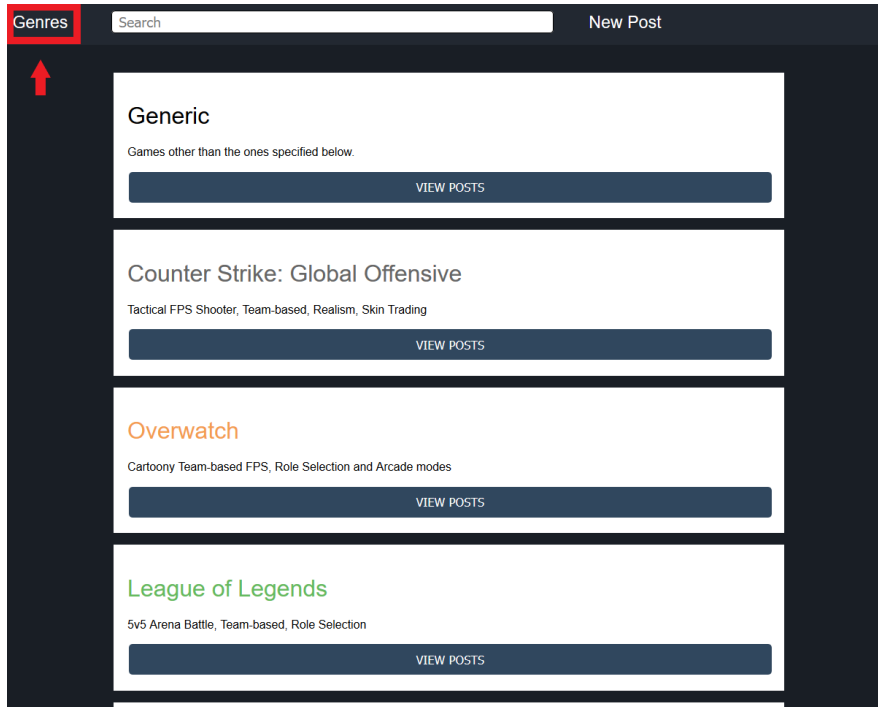 Genres
Search
New Post
Generic
Games other than the ones specified below.
VIEW POSTS
Counter Strike: Global Offensive
Tactical FPS Shooter, Team-based, Realism, Skin Trading
VIEW POSTS
Overwatch
Cartoony Team-based FPS, Role Selection and Arcade modes
VIEW POSTS
League of Legends
5v5 Arena Battle, Team-based, Role Selection
VIEW POSTS